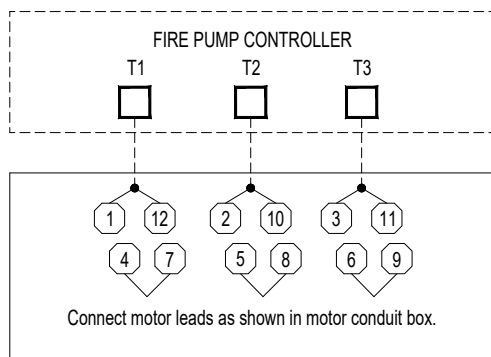 FIRE PUMP CONTROLLER
T1 T2 T3
1 12 2 10 3 11
4 7 5 8 6 9
Connect motor leads as shown in motor conduit box.